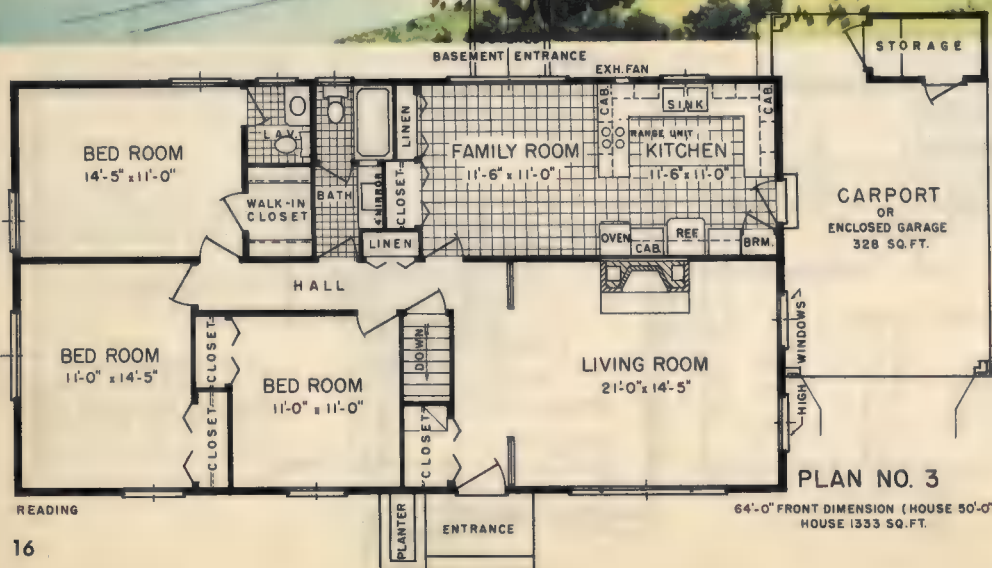 BASEMENT ENTRANCE
STORAGE
EXH. FAN
BED ROOM
14'-5" x 11'-0"
LAV.
WALK-IN
CLOSET
BATH
LINEN
4' MIRROR
CLOSET
LINEN
FAMILY ROOM
11'-6" x 11'-0"
CAB.
SINK
CAB.
RANGE UNIT
KITCHEN
11'-6" x 11'-0"
OVEN
CAB.
REF.
BRM.
CARPORT
OR
ENCLOSED GARAGE
328 SQ. FT.
HALL
BED ROOM
11'-0" x 14'-5"
CLOSET
CLOSET
BED ROOM
11'-0" x 11'-0"
DOWN
CLOSET
LIVING ROOM
21'-0" x 14'-5"
HIGH WINDOWS
PLANTER
ENTRANCE
READING
PLAN NO. 3
64'-0" FRONT DIMENSION (HOUSE 50'-0"
HOUSE 1333 SQ. FT.
16